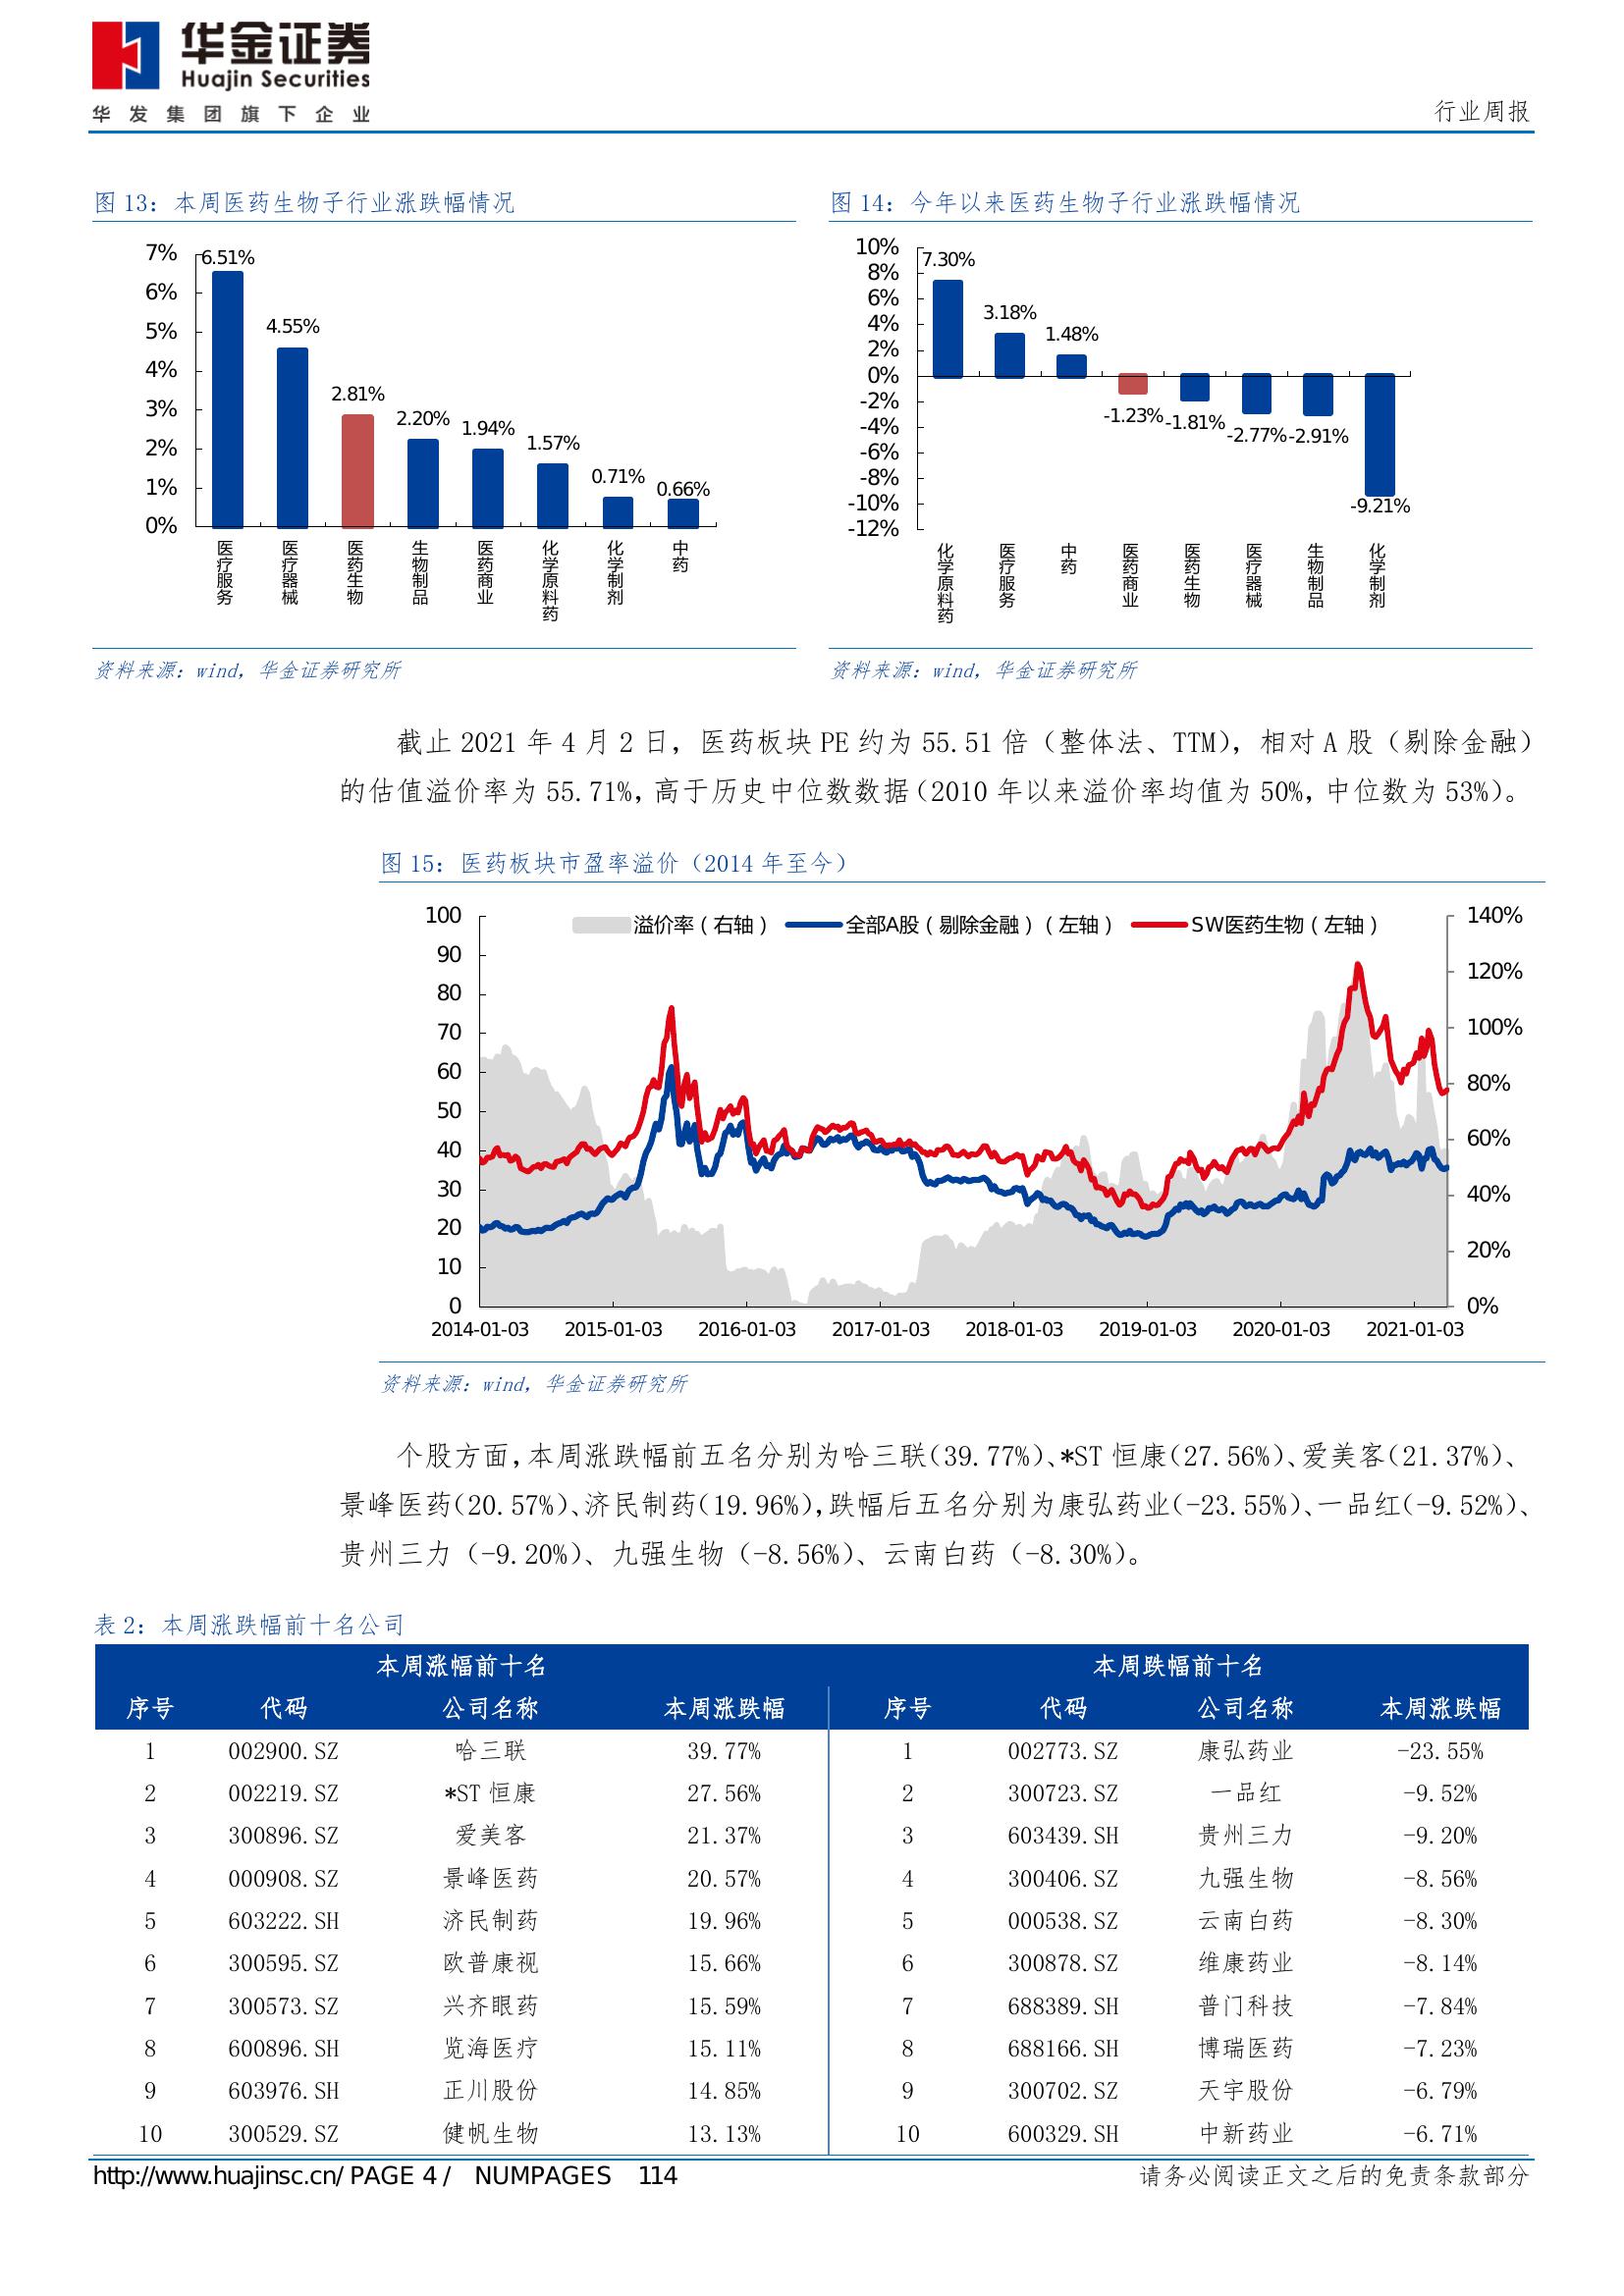 华金证券
Huajin Securities
华发集团旗下企业
行业周报
图 13：本周医药生物子行业涨跌幅情况
7%
6%
5%
4%
3%
2%
1%
0%
6.51%
4.55%
2.81%
2.20%
1.94%
1.57%
0.71%
0.66%
医疗服务
医疗器械
医药生物
生物制品
医药商业
化学原料药
化学制剂
中药
资料来源：wind，华金证券研究所
图 14：今年以来医药生物子行业涨跌幅情况
10%
8%
6%
4%
2%
0%
-2%
-4%
-6%
-8%
-10%
-12%
7.30%
3.18%
1.48%
-1.23%
-1.81%
-2.77%
-2.91%
-9.21%
化学原料药
医疗服务
中药
医药商业
医药生物
医疗器械
生物制品
化学制剂
资料来源：wind，华金证券研究所
截止 2021 年 4 月 2 日，医药板块 PE 约为 55.51 倍（整体法、TTM），相对 A 股（剔除金融）
的估值溢价率为 55.71%，高于历史中位数数据（2010 年以来溢价率均值为 50%，中位数为 53%）。
图 15：医药板块市盈率溢价（2014 年至今）
溢价率（右轴） 全部A股（剔除金融）（左轴） SW医药生物（左轴）
100
90
80
70
60
50
40
30
20
10
0
140%
120%
100%
80%
60%
40%
20%
0%
2014-01-03 2015-01-03 2016-01-03 2017-01-03 2018-01-03 2019-01-03 2020-01-03 2021-01-03
资料来源：wind，华金证券研究所
个股方面，本周涨跌幅前五名分别为哈三联(39.77%)、*ST 恒康(27.56%)、爱美客(21.37%)、
景峰医药(20.57%)、济民制药(19.96%)，跌幅后五名分别为康弘药业(-23.55%)、一品红(-9.52%)、
贵州三力（-9.20%）、九强生物（-8.56%）、云南白药（-8.30%）。
表 2：本周涨跌幅前十名公司
本周涨幅前十名 本周跌幅前十名
序号 代码 公司名称 本周涨跌幅 序号 代码 公司名称 本周涨跌幅
1 002900.SZ 哈三联 39.77% 1 002773.SZ 康弘药业 -23.55%
2 002219.SZ *ST 恒康 27.56% 2 300723.SZ 一品红 -9.52%
3 300896.SZ 爱美客 21.37% 3 603439.SH 贵州三力 -9.20%
4 000908.SZ 景峰医药 20.57% 4 300406.SZ 九强生物 -8.56%
5 603222.SH 济民制药 19.96% 5 000538.SZ 云南白药 -8.30%
6 300595.SZ 欧普康视 15.66% 6 300878.SZ 维康药业 -8.14%
7 300573.SZ 兴齐眼药 15.59% 7 688389.SH 普门科技 -7.84%
8 600896.SH 览海医疗 15.11% 8 688166.SH 博瑞医药 -7.23%
9 603976.SH 正川股份 14.85% 9 300702.SZ 天宇股份 -6.79%
10 300529.SZ 健帆生物 13.13% 10 600329.SH 中新药业 -6.71%
http://www.huajinsc.cn/ PAGE 4 / NUMPAGES 114
请务必阅读正文之后的免责条款部分